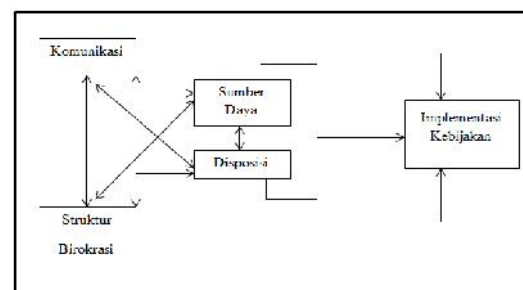 Komunikasi
Sumber
Daya
Implementasi
Kebijakan
Disposisi
Struktur
Birokrasi